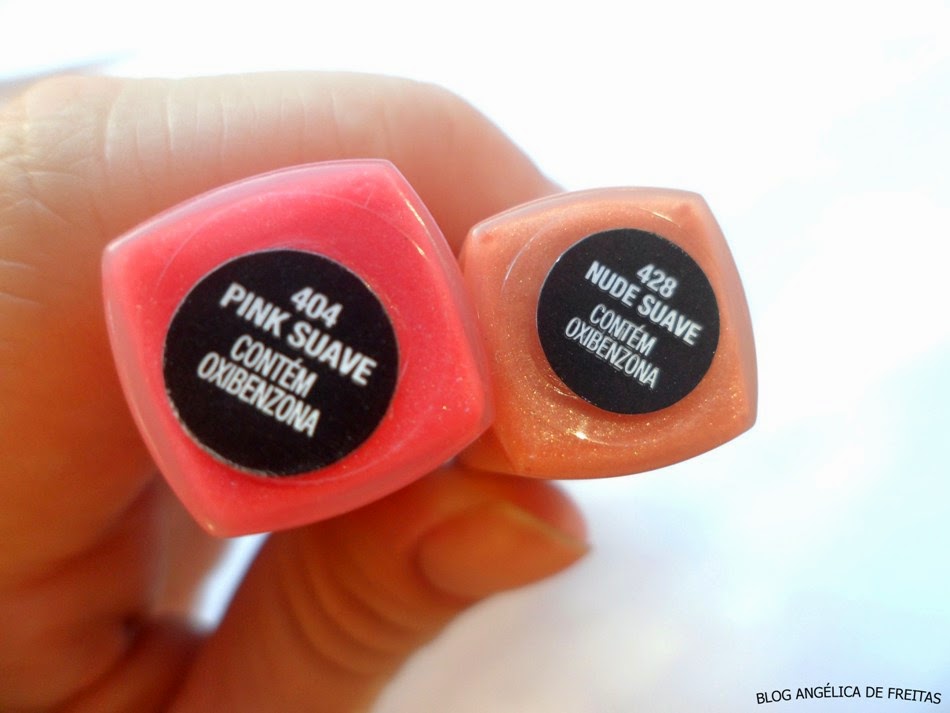 404
PINK SUAVE
CONTÉM
OXIBENZONA
428
NUDE SUAVE
CONTÉM
OXIBENZONA
BLOG ANGÉLICA DE FREITAS